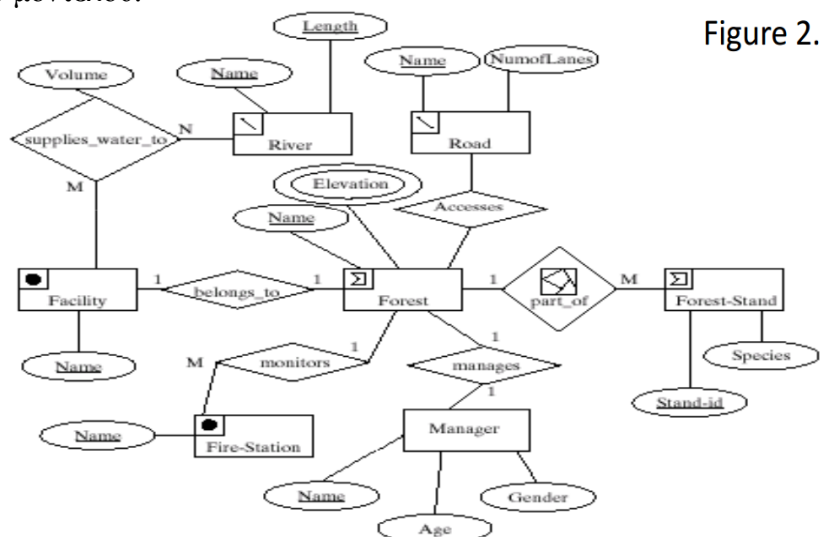 μοντέλου.
Figure 2.
Length
Name
NumofLanes
Volume
Name
supplies_water_to
N
River
Road
M
Elevation
Accesses
Name
Facility
1
belongs_to
1
Forest
1
part_of
M
Forest-Stand
Name
M
monitors
1
1
manages
1
Species
Stand-id
Name
Fire-Station
Manager
Name
Gender
Age